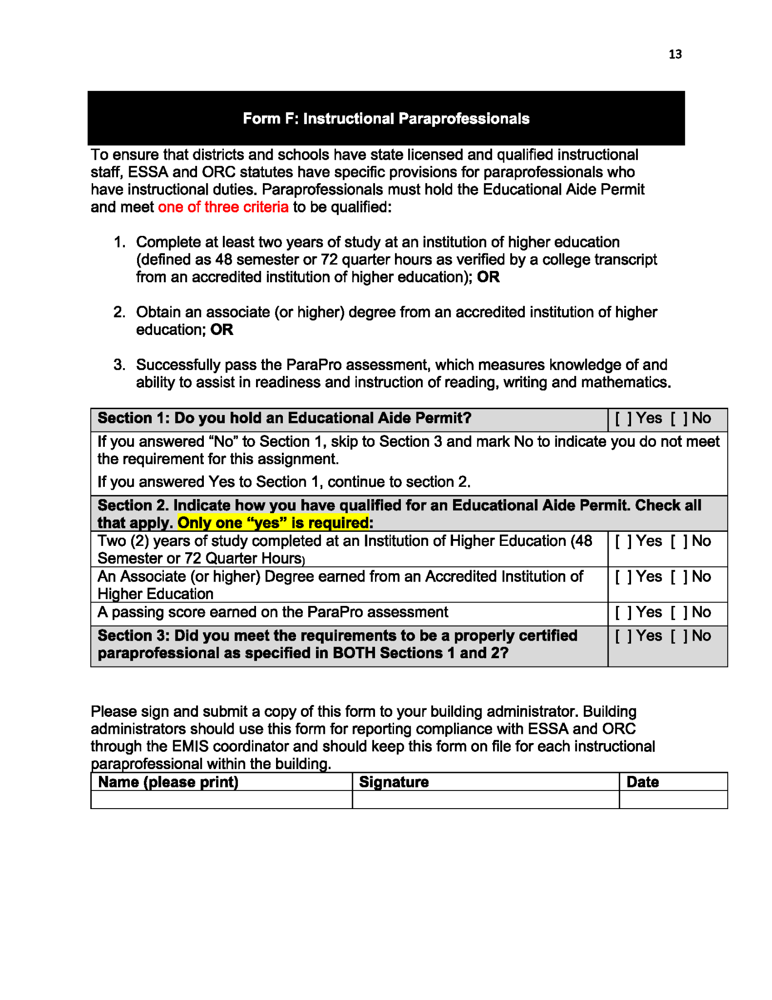 13
Form F: Instructional Paraprofessionals
To ensure that districts and schools have state licensed and qualified instructional
staff, ESSA and ORC statutes have specific provisions for paraprofessionals who
have instructional duties. Paraprofessionals must hold the Educational Aide Permit
and meet one of three criteria to be qualified:
1. Complete at least two years of study at an institution of higher education
(defined as 48 semester or 72 quarter hours as verified by a college transcript
from an accredited institution of higher education); OR
2. Obtain an associate (or higher) degree from an accredited institution of higher
education; OR
3. Successfully pass the ParaPro assessment, which measures knowledge of and
ability to assist in readiness and instruction of reading, writing and mathematics.
Section 1: Do you hold an Educational Aide Permit? [ ] Yes [ ] No
If you answered “No” to Section 1, skip to Section 3 and mark No to indicate you do not meet
the requirement for this assignment.
If you answered Yes to Section 1, continue to section 2.
Section 2. Indicate how you have qualified for an Educational Aide Permit. Check all
that apply. Only one “yes” is required:
Two (2) years of study completed at an Institution of Higher Education (48 [ ] Yes [ ] No
Semester or 72 Quarter Hours)
An Associate (or higher) Degree earned from an Accredited Institution of [ ] Yes [ ] No
Higher Education
A passing score earned on the ParaPro assessment [ ] Yes [ ] No
Section 3: Did you meet the requirements to be a properly certified [ ] Yes [ ] No
paraprofessional as specified in BOTH Sections 1 and 2?
Please sign and submit a copy of this form to your building administrator. Building
administrators should use this form for reporting compliance with ESSA and ORC
through the EMIS coordinator and should keep this form on file for each instructional
paraprofessional within the building.
Name (please print) Signature Date